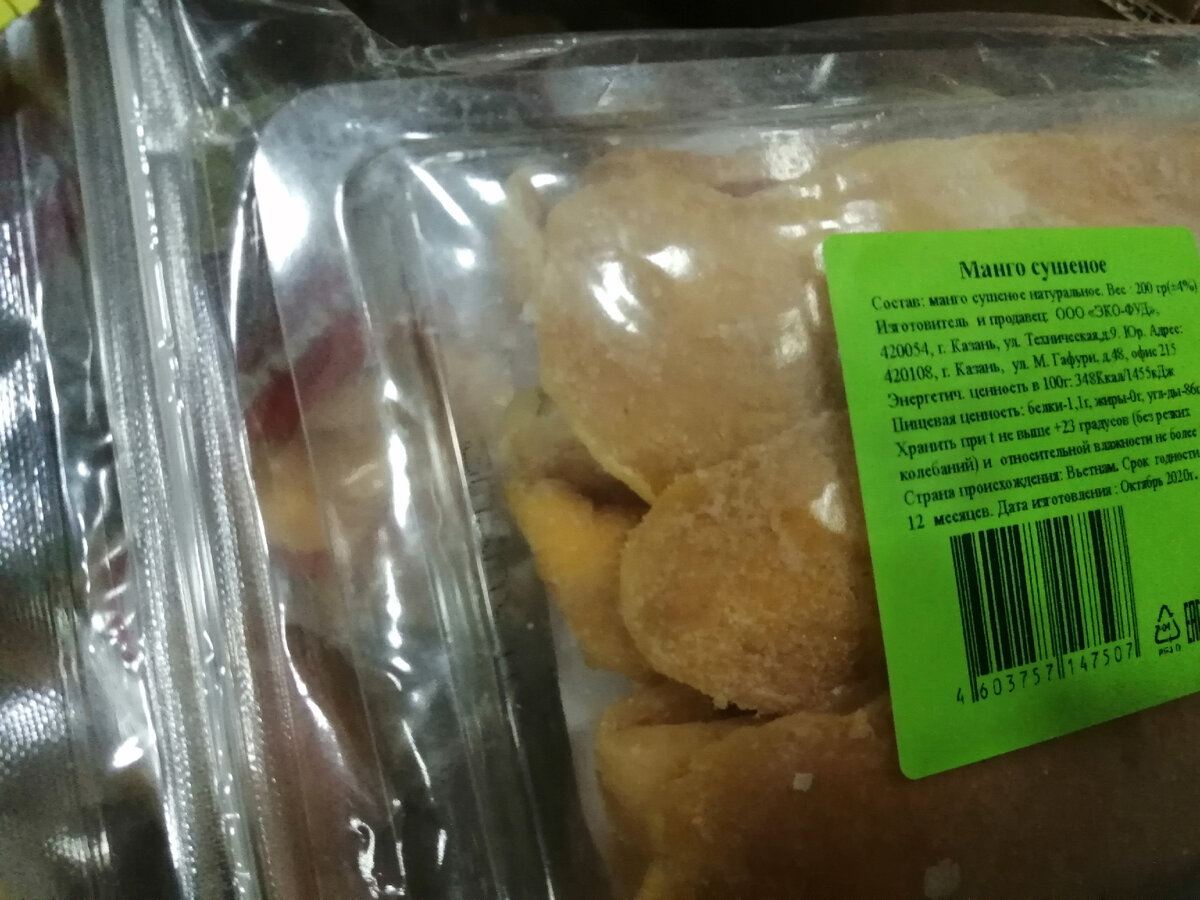 Манго сушеное
Состав: манго сушеное натуральное. Вес - 200 гр(±4%)
Изготовитель и продавец: ООО «ЭКО-ФУД»,
420054, г. Казань, ул. Техническая,д.9. Юр. Адрес:
420108, г. Казань, ул. М. Гафури, д.48, офис 215
Энергетич. ценность в 100г: 348Ккал/1455кДж
Пищевая ценность: белки-1,1г, жиры-0г, угл-ды-86г
Хранить при t не выше +23 градусов (без резких
колебаний) и относительной влажности не более
Страна происхождения: Вьетнам. Срок годности
12 месяцев. Дата изготовления : Октябрь 2020г.
4 603757 147507